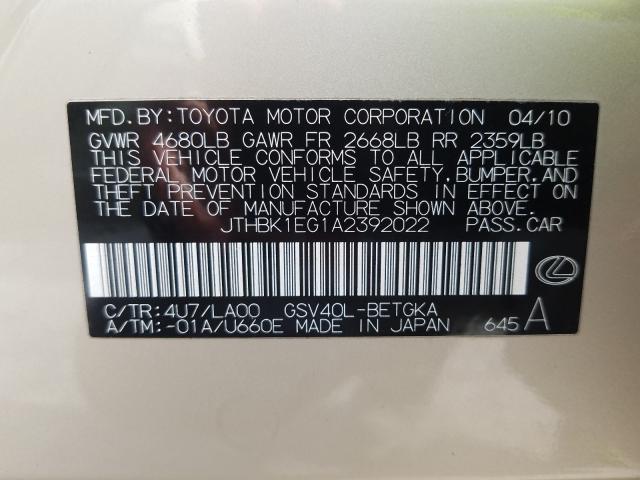 MFD.BY:TOYOTA MOTOR CORPORATION 04/10
GVWR 4680LB GAWR FR 2668LB RR 2359LB
THIS VEHICLE CONFORMS TO ALL APPLICABLE
FEDERAL MOTOR VEHICLE SAFETY.BUMPER.AND
THEFT PREVENTION STANDARDS IN EFFECT ON
THE DATE OF MANUFACTURE SHOWN ABOVE.
JTHBK1EG1A2392022 PASS.CAR
C/TR:4U7/LA00 GSV40L-BETGKA
A/TM:-01A/U660E MADE IN JAPAN 645 A